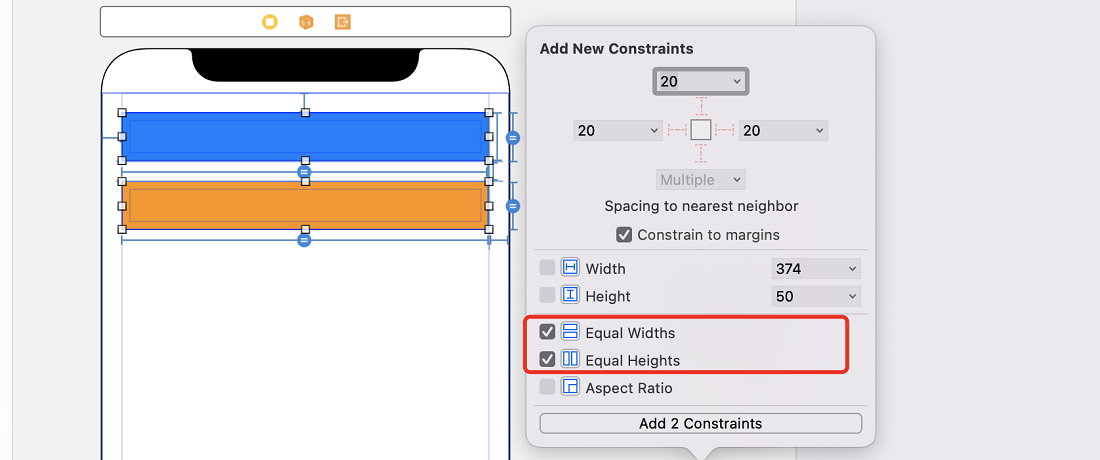 Add New Constraints
20
20
20
Multiple
Spacing to nearest neighbor
Constrain to margins
Width
374
Height
50
Equal Widths
Equal Heights
Aspect Ratio
Add 2 Constraints